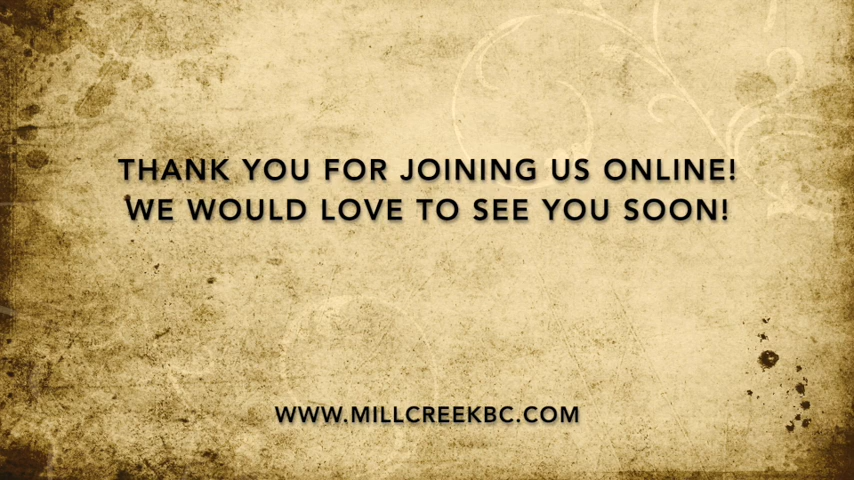 THANK YOU FOR JOINING US ONLINE!
WE WOULD LOVE TO SEE YOU SOON!
WWW.MILLCREEKBC.COM